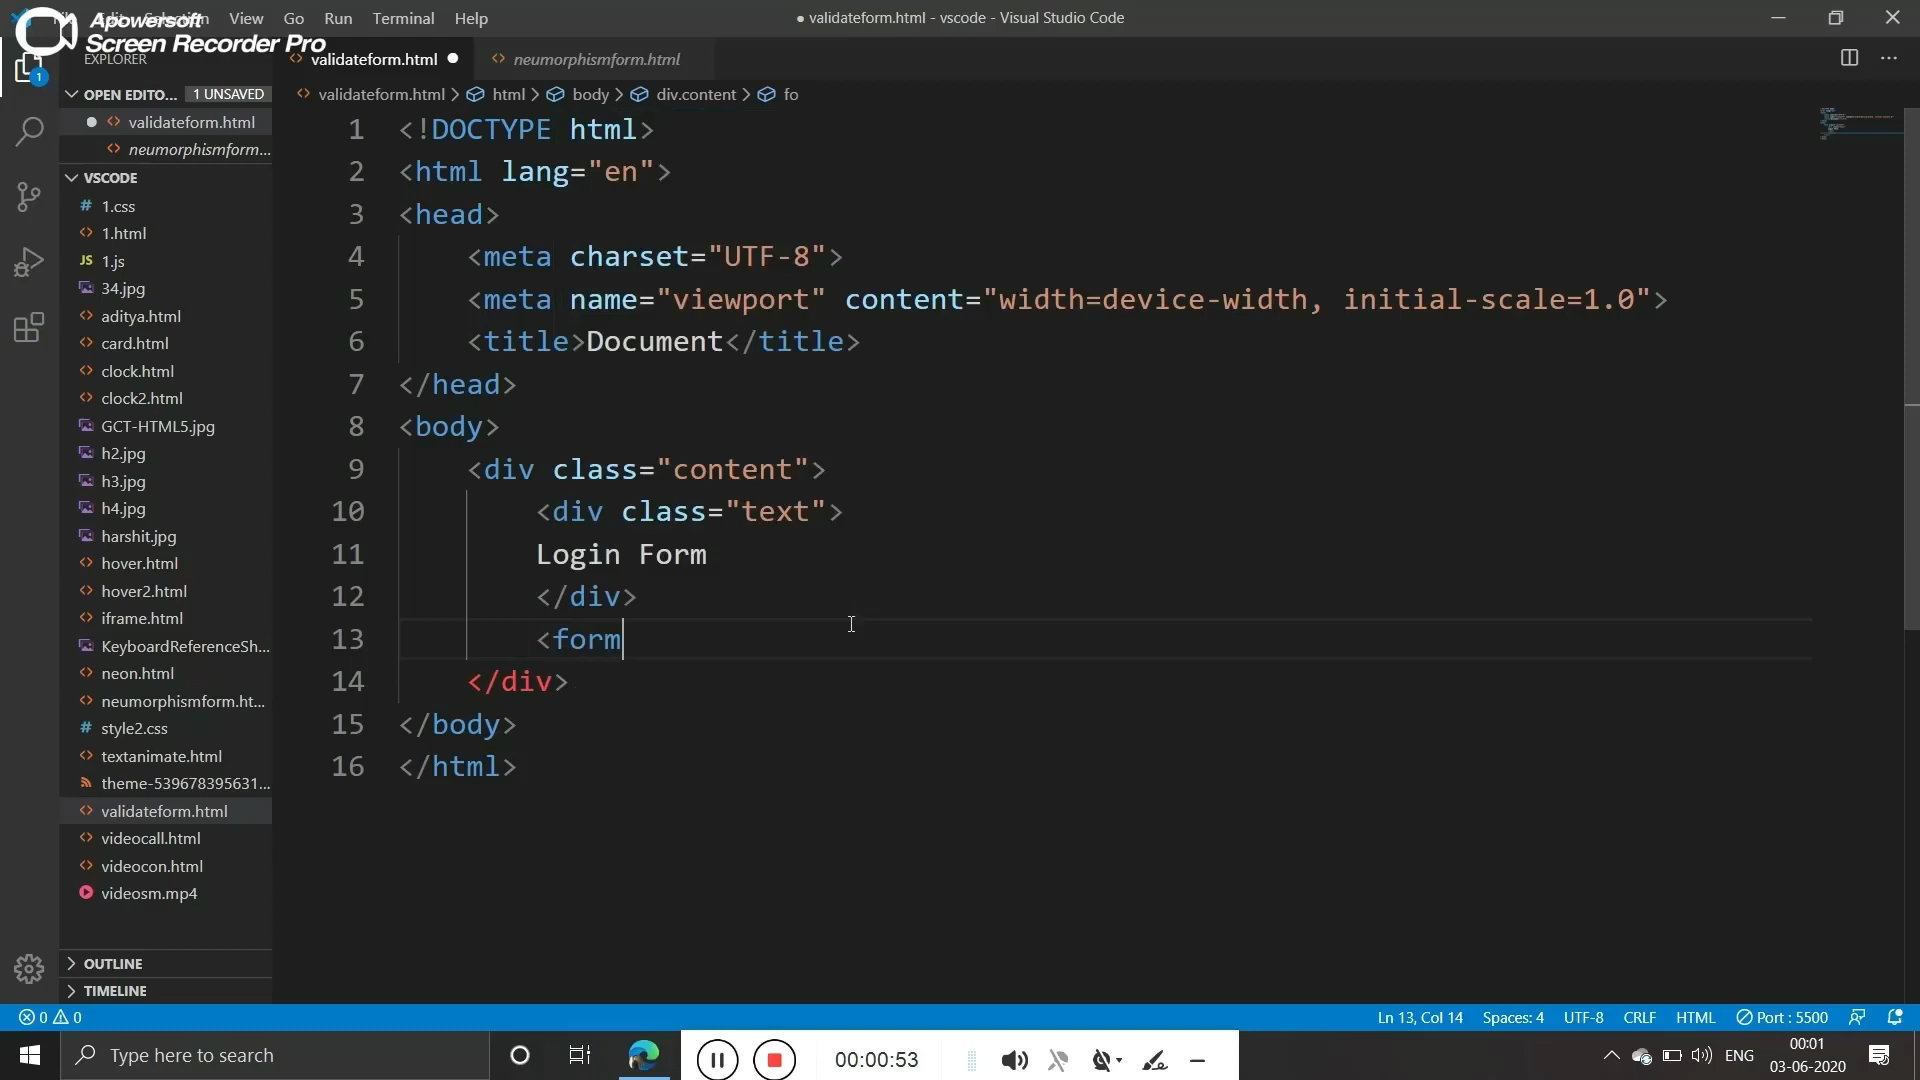 File Edit Selection View Go Run Terminal Help
● validateform.html - vscode - Visual Studio Code
Apowersoft
Screen Recorder Pro
EXPLORER
validateform.html
neumorphismform.html
OPEN EDITO... 1 UNSAVED
validateform.html > html > body > div.content > fo
validateform.html
neumorphismform...
VSCODE
1.css
1.html
1.js
34.jpg
aditya.html
card.html
clock.html
clock2.html
GCT-HTML5.jpg
h2.jpg
h3.jpg
h4.jpg
harshit.jpg
hover.html
hover2.html
iframe.html
KeyboardReferenceSh...
neon.html
neumorphismform.ht...
style2.css
textanimate.html
theme-539678395631...
validateform.html
videocall.html
videocon.html
videosm.mp4
OUTLINE
TIMELINE
1 <!DOCTYPE html>
2 <html lang="en">
3 <head>
4 <meta charset="UTF-8">
5 <meta name="viewport" content="width=device-width, initial-scale=1.0">
6 <title>Document</title>
7 </head>
8 <body>
9 <div class="content">
10 <div class="text">
11 Login Form
12 </div>
13 <form
14 </div>
15 </body>
16 </html>
0 0
Ln 13, Col 14 Spaces: 4 UTF-8 CRLF HTML Port : 5500
Type here to search
00:00:53
ENG
00:01
03-06-2020